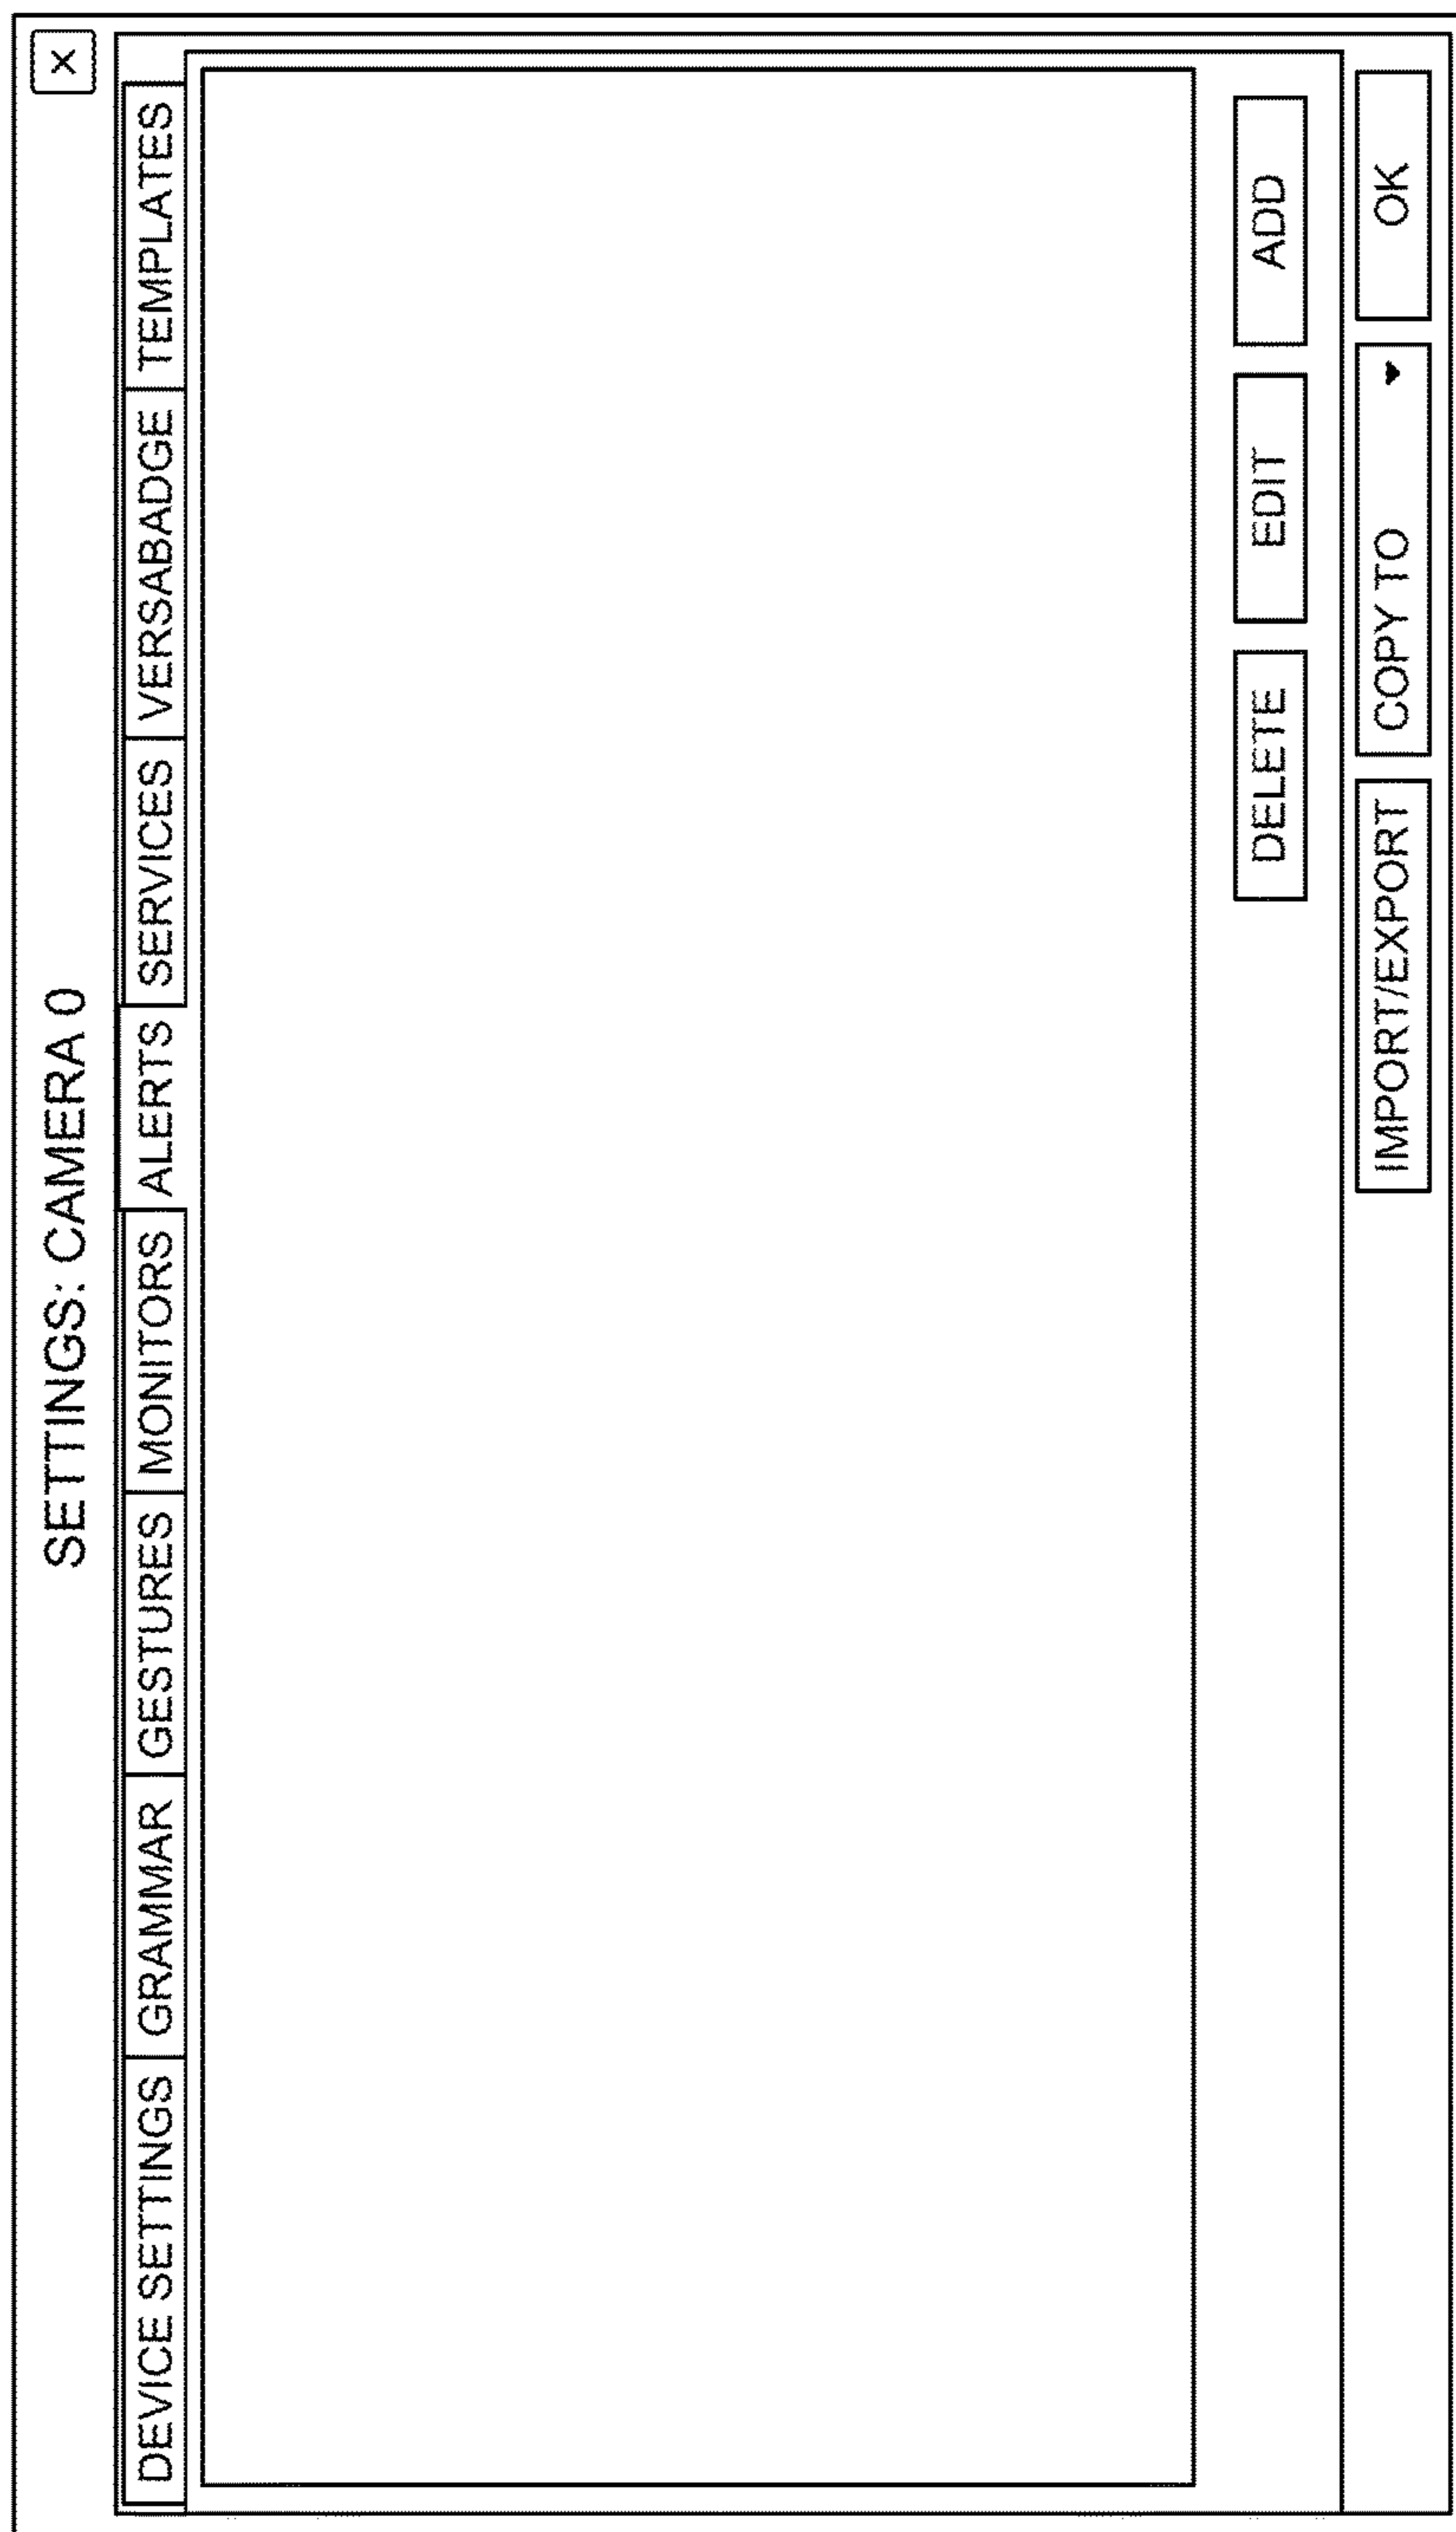 SETTINGS: CAMERA 0
X
DEVICE SETTINGS GRAMMAR GESTURES MONITORS ALERTS SERVICES VERSABADGE TEMPLATES
DELETE EDIT ADD
IMPORT/EXPORT COPY TO OK